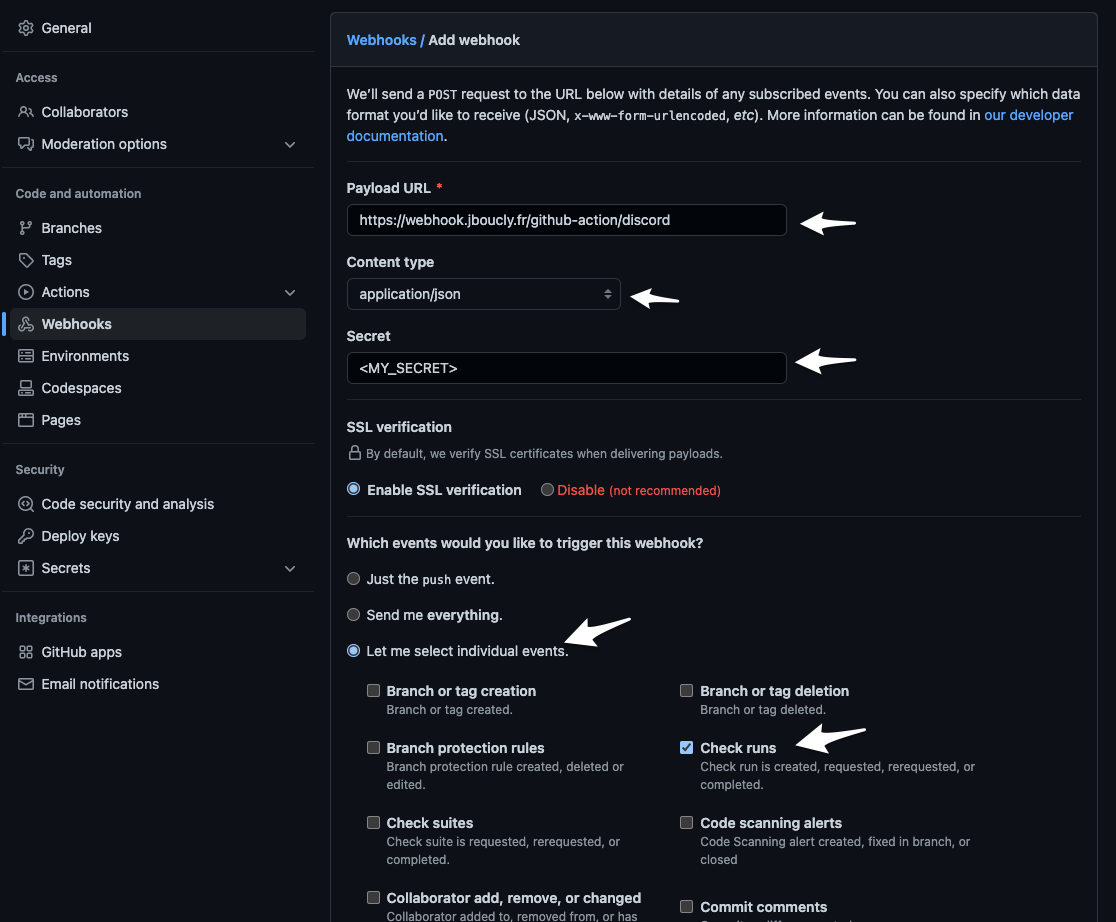 General
Access
Collaborators
Moderation options
Code and automation
Branches
Tags
Actions
Webhooks
Environments
Codespaces
Pages
Security
Code security and analysis
Deploy keys
Secrets
Integrations
GitHub apps
Email notifications
Webhooks / Add webhook
We’ll send a POST request to the URL below with details of any subscribed events. You can also specify which data
format you’d like to receive (JSON, x-www-form-urlencoded, etc). More information can be found in our developer
documentation.
Payload URL *
https://webhook.jboucly.fr/github-action/discord
Content type
application/json
Secret
<MY_SECRET>
SSL verification
By default, we verify SSL certificates when delivering payloads.
Enable SSL verification Disable (not recommended)
Which events would you like to trigger this webhook?
Just the push event.
Send me everything.
Let me select individual events.
Branch or tag creation
Branch or tag created.
Branch or tag deletion
Branch or tag deleted.
Branch protection rules
Branch protection rule created, deleted or
edited.
Check runs
Check run is created, requested, rerequested, or
completed.
Check suites
Check suite is requested, rerequested, or
completed.
Code scanning alerts
Code Scanning alert created, fixed in branch, or
closed
Collaborator add, remove, or changed
Collaborator added to, removed from, or has
Commit comments